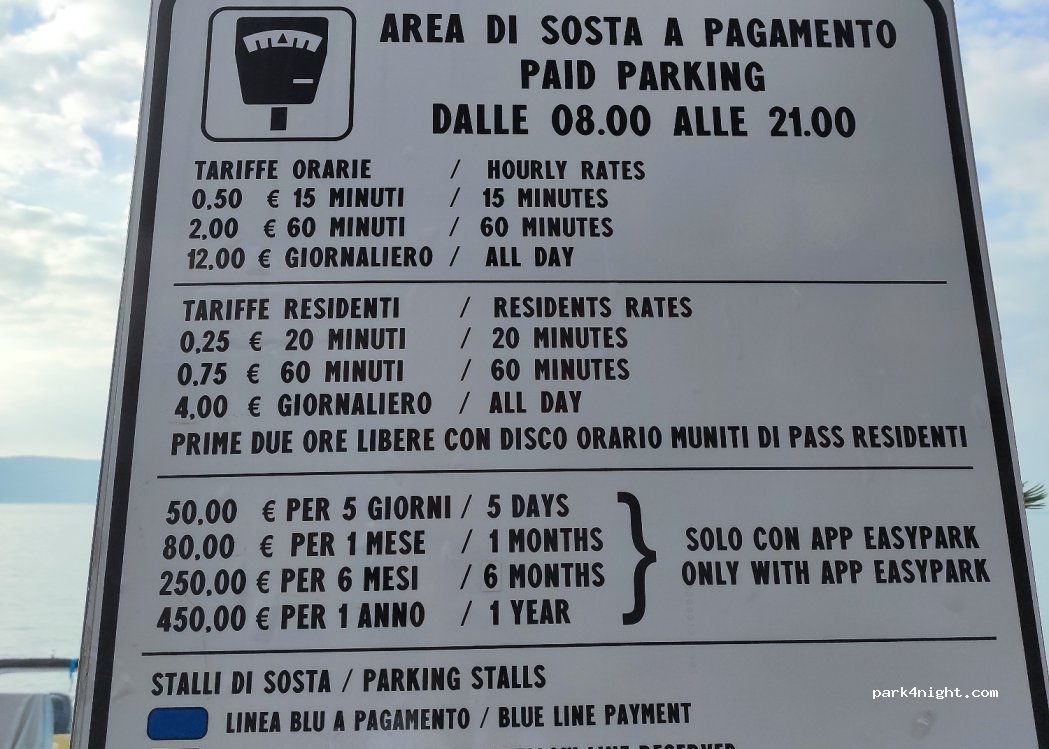 AREA DI SOSTA A PAGAMENTO
PAID PARKING
DALLE 08.00 ALLE 21.00
TARIFFE ORARIE / HOURLY RATES
0,50 € 15 MINUTI / 15 MINUTES
2,00 € 60 MINUTI / 60 MINUTES
12,00 € GIORNALIERO / ALL DAY
TARIFFE RESIDENTI / RESIDENTS RATES
0,25 € 20 MINUTI / 20 MINUTES
0,75 € 60 MINUTI / 60 MINUTES
4,00 € GIORNALIERO / ALL DAY
PRIME DUE ORE LIBERE CON DISCO ORARIO MUNITI DI PASS RESIDENTI
50,00 € PER 5 GIORNI / 5 DAYS
80,00 € PER 1 MESE / 1 MONTHS
250,00 € PER 6 MESI / 6 MONTHS
450,00 € PER 1 ANNO / 1 YEAR
SOLO CON APP EASYPARK
ONLY WITH APP EASYPARK
STALLI DI SOSTA / PARKING STALLS
park4night.com
LINEA BLU A PAGAMENTO / BLUE LINE PAYMENT
LINE RESERVED